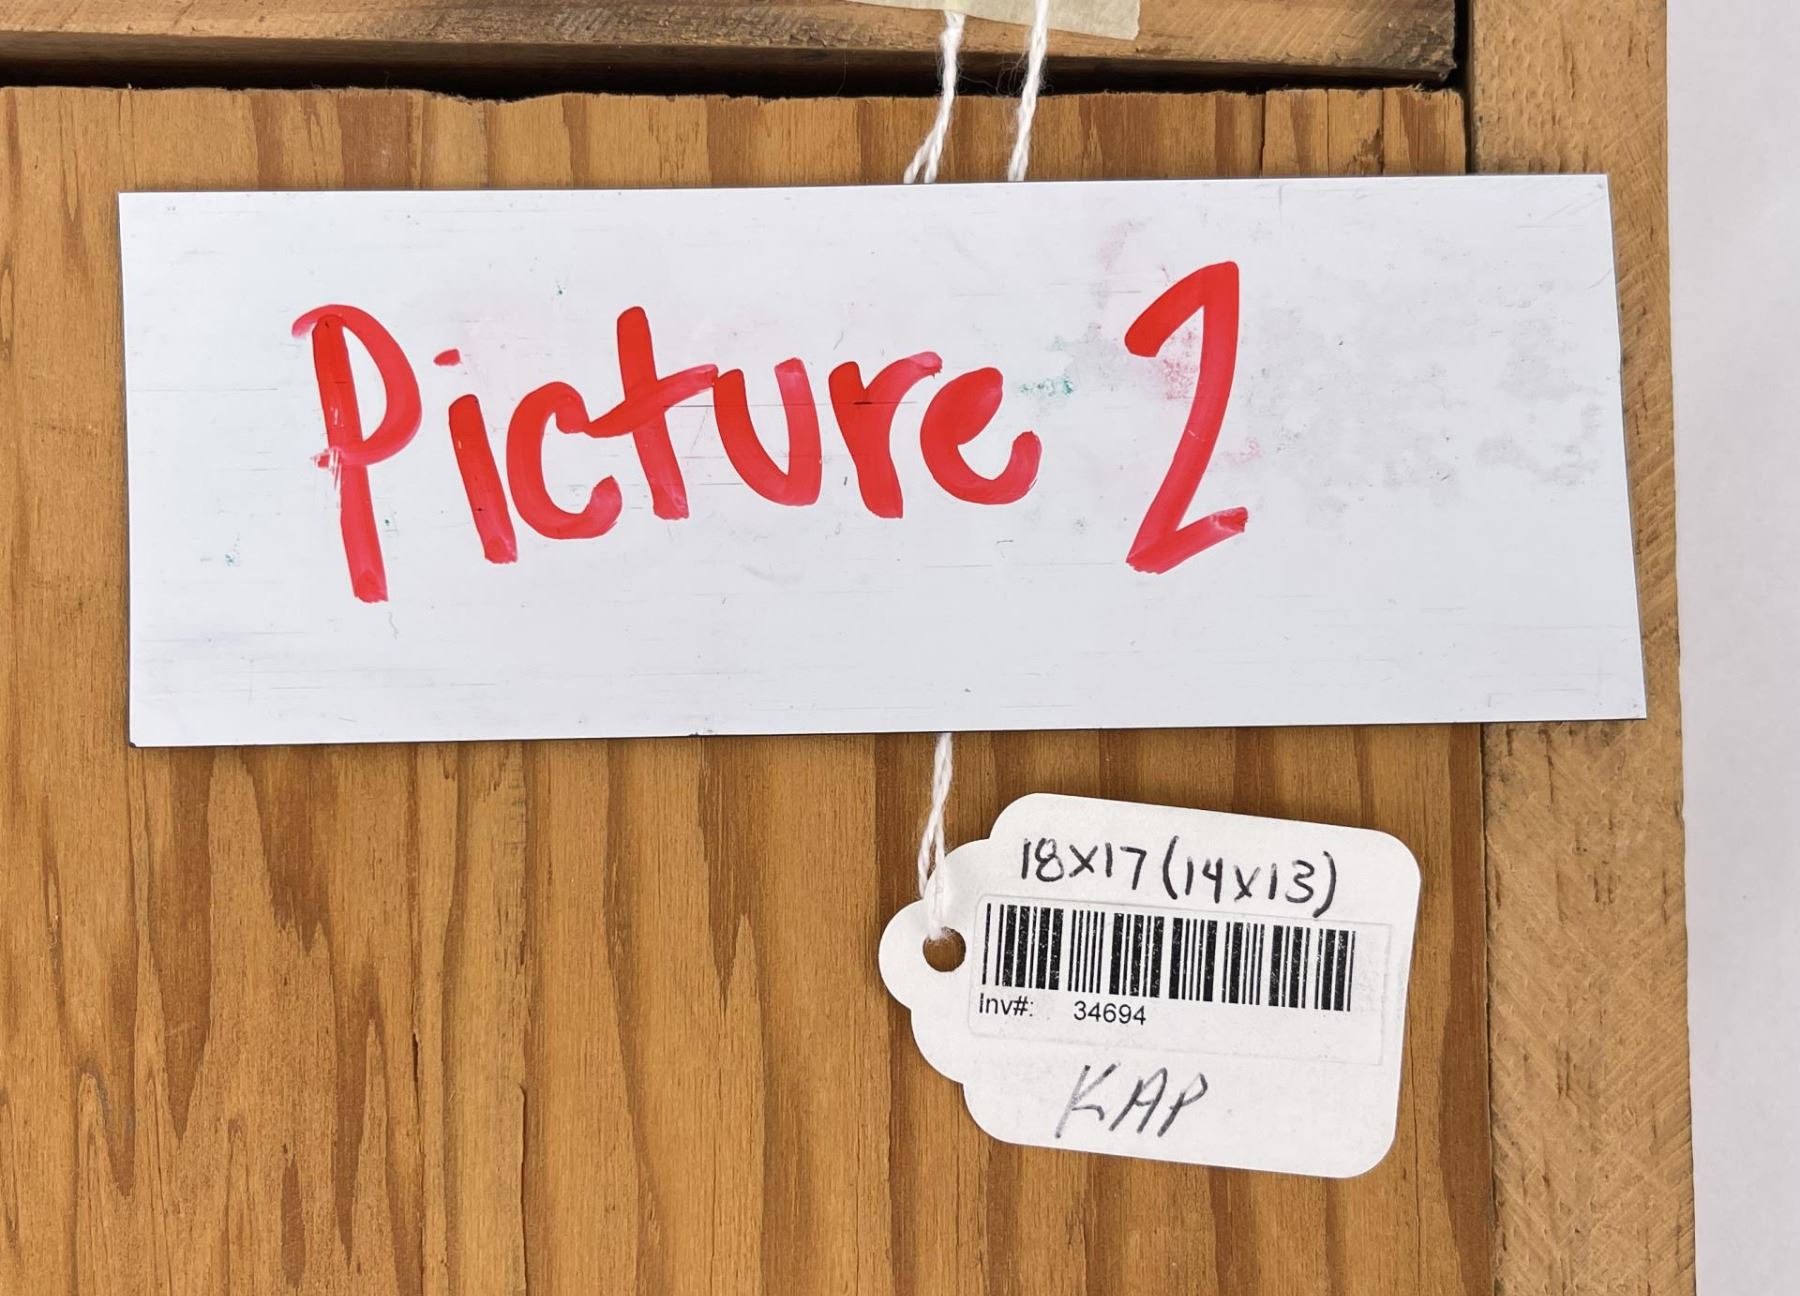 Picture 2
18x17 (14x13)
Inv#: 34694
KAP